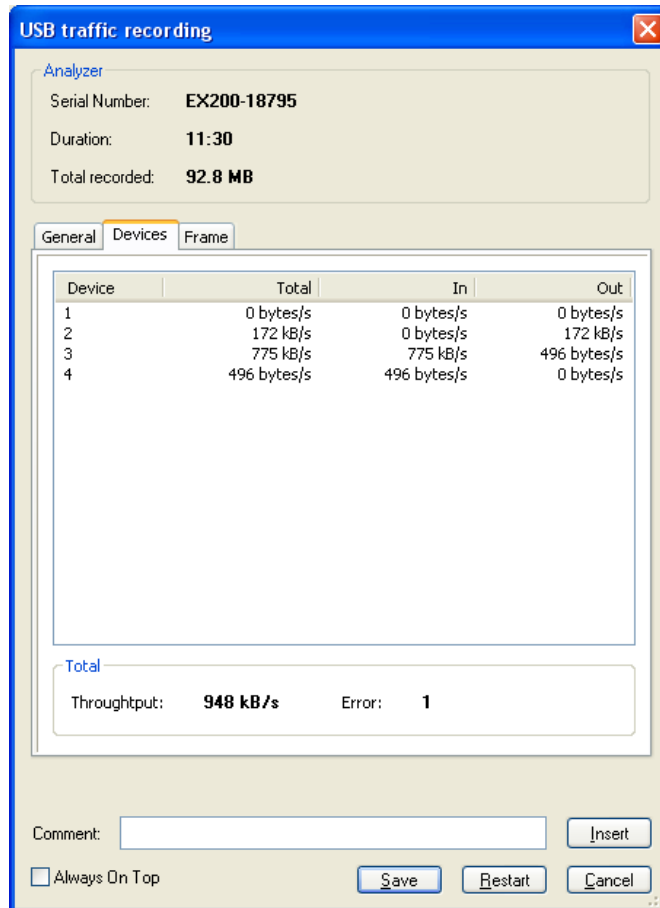 USB traffic recording
Analyzer
Serial Number: EX200-18795
Duration: 11:30
Total recorded: 92.8 MB
General Devices Frame
Device Total In Out
1 0 bytes/s 0 bytes/s 0 bytes/s
2 172 kB/s 0 bytes/s 172 kB/s
3 775 kB/s 775 kB/s 496 bytes/s
4 496 bytes/s 496 bytes/s 0 bytes/s
Total
Throughtput: 948 kB/s Error: 1
Comment: Insert
Always On Top Save Restart Cancel